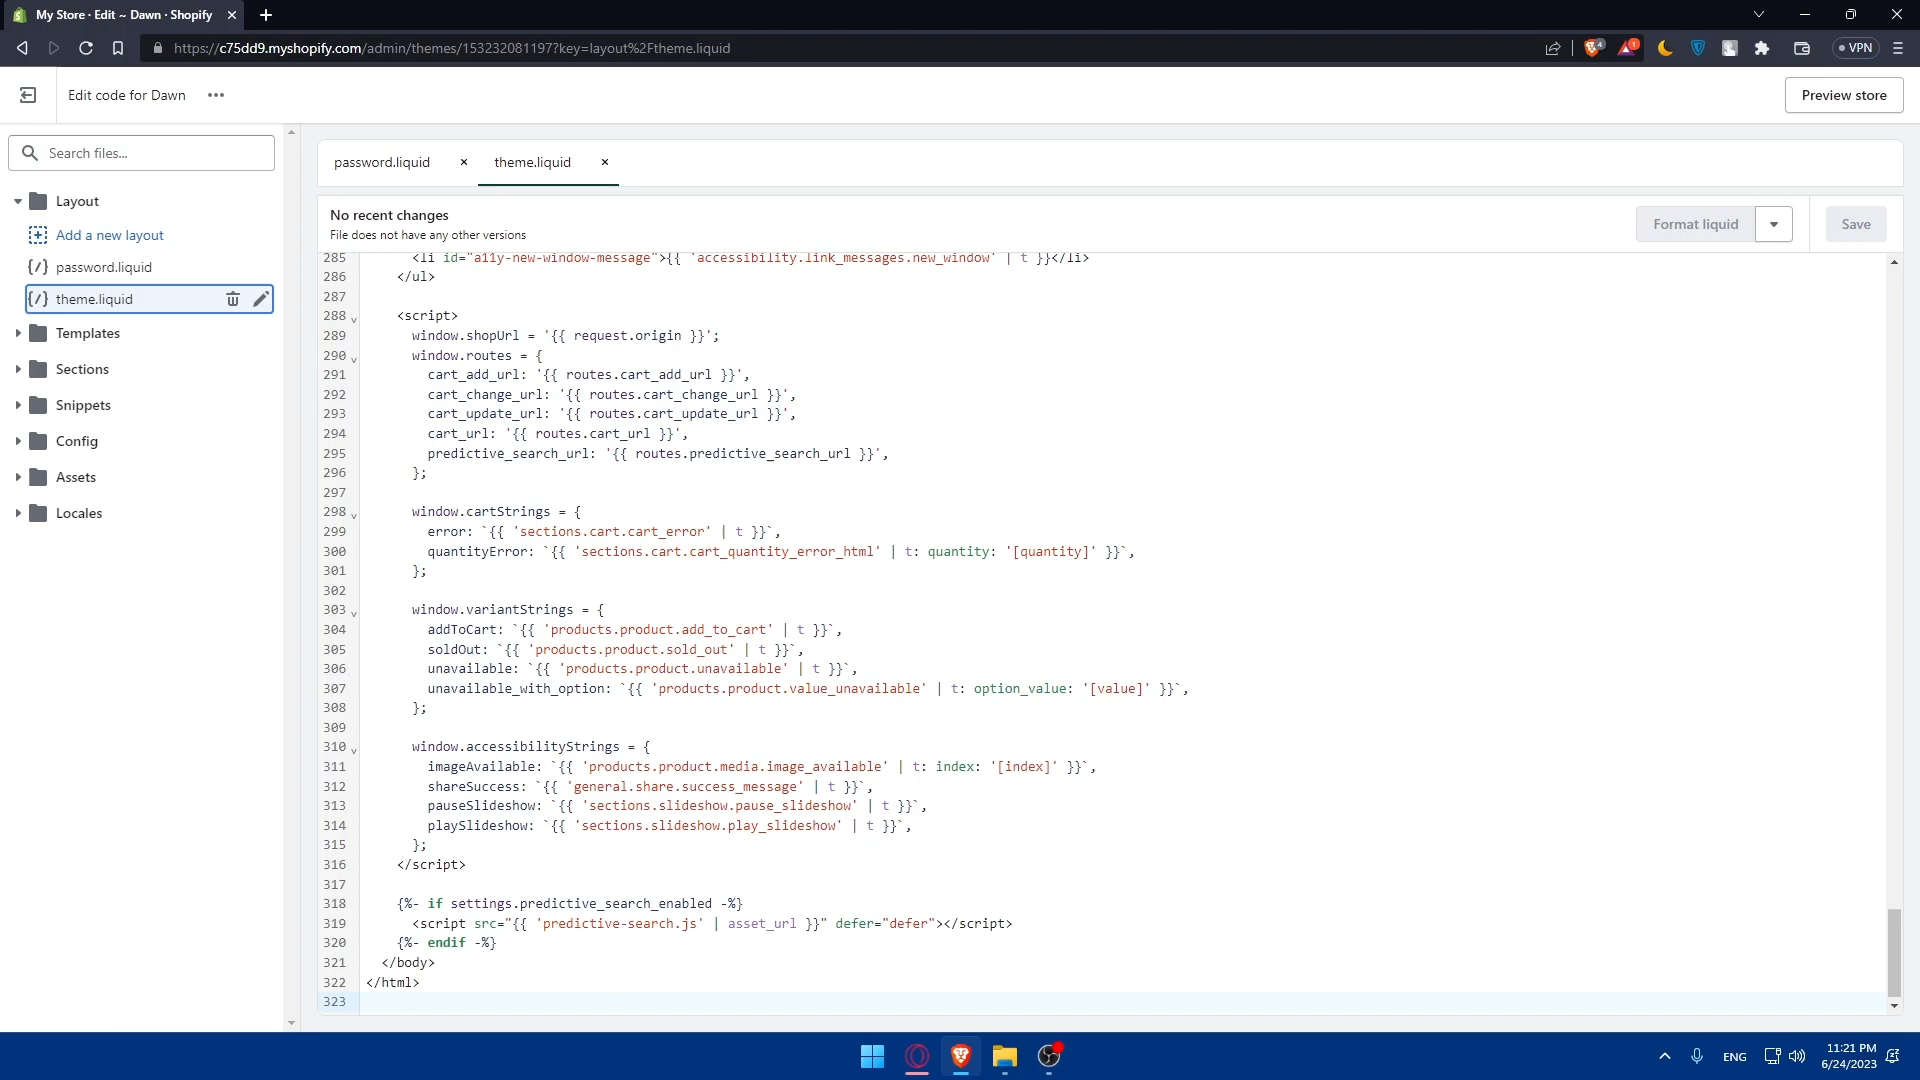 My Store · Edit ~ Dawn · Shopify
https://c75dd9.myshopify.com/admin/themes/153232081197?key=layout%2Ftheme.liquid
4
1
VPN
Edit code for Dawn
Preview store
Search files...
Layout
Add a new layout
password.liquid
theme.liquid
Templates
Sections
Snippets
Config
Assets
Locales
password.liquid
theme.liquid
No recent changes
File does not have any other versions
Format liquid
Save
285 <li id="a11y-new-window-message">{{ 'accessibility.link_messages.new_window' | t }}</li>
286 </ul>
287
288 <script>
289 window.shopUrl = '{{ request.origin }}';
290 window.routes = {
291 cart_add_url: '{{ routes.cart_add_url }}',
292 cart_change_url: '{{ routes.cart_change_url }}',
293 cart_update_url: '{{ routes.cart_update_url }}',
294 cart_url: '{{ routes.cart_url }}',
295 predictive_search_url: '{{ routes.predictive_search_url }}',
296 };
297
298 window.cartStrings = {
299 error: `{{ 'sections.cart.cart_error' | t }}`,
300 quantityError: `{{ 'sections.cart.cart_quantity_error_html' | t: quantity: '[quantity]' }}`,
301 };
302
303 window.variantStrings = {
304 addToCart: `{{ 'products.product.add_to_cart' | t }}`,
305 soldOut: `{{ 'products.product.sold_out' | t }}`,
306 unavailable: `{{ 'products.product.unavailable' | t }}`,
307 unavailable_with_option: `{{ 'products.product.value_unavailable' | t: option_value: '[value]' }}`,
308 };
309
310 window.accessibilityStrings = {
311 imageAvailable: `{{ 'products.product.media.image_available' | t: index: '[index]' }}`,
312 shareSuccess: `{{ 'general.share.success_message' | t }}`,
313 pauseSlideshow: `{{ 'sections.slideshow.pause_slideshow' | t }}`,
314 playSlideshow: `{{ 'sections.slideshow.play_slideshow' | t }}`,
315 };
316 </script>
317
318 {%- if settings.predictive_search_enabled -%}
319 <script src="{{ 'predictive-search.js' | asset_url }}" defer="defer"></script>
320 {%- endif -%}
321 </body>
322 </html>
323
ENG
11:21 PM
6/24/2023